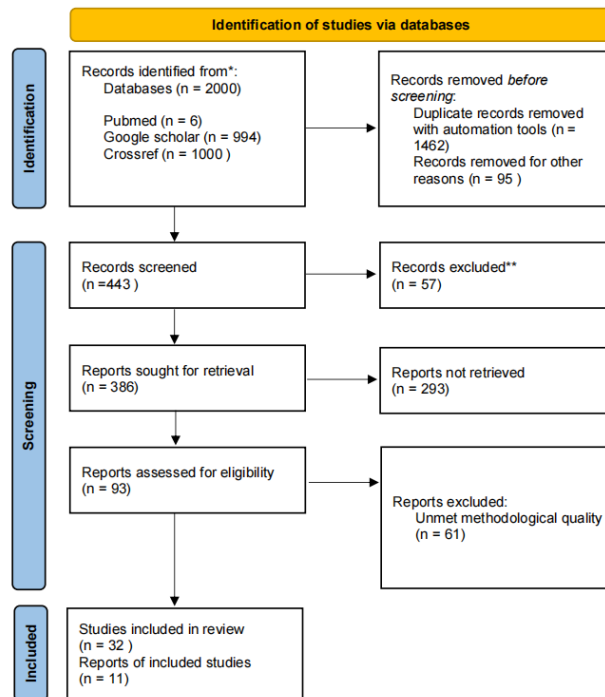 Identification of studies via databases
Identification
Records identified from*:
Databases (n = 2000)
Pubmed (n = 6)
Google scholar (n = 994)
Crossref (n = 1000 )
Records removed before
screening:
Duplicate records removed
with automation tools (n =
1462)
Records removed for other
reasons (n = 95 )
Screening
Records screened
(n =443 )
Records excluded**
(n = 57)
Reports sought for retrieval
(n = 386)
Reports not retrieved
(n = 293)
Reports assessed for eligibility
(n = 93)
Reports excluded:
Unmet methodological quality
(n = 61)
Included
Studies included in review
(n = 32 )
Reports of included studies
(n = 11)